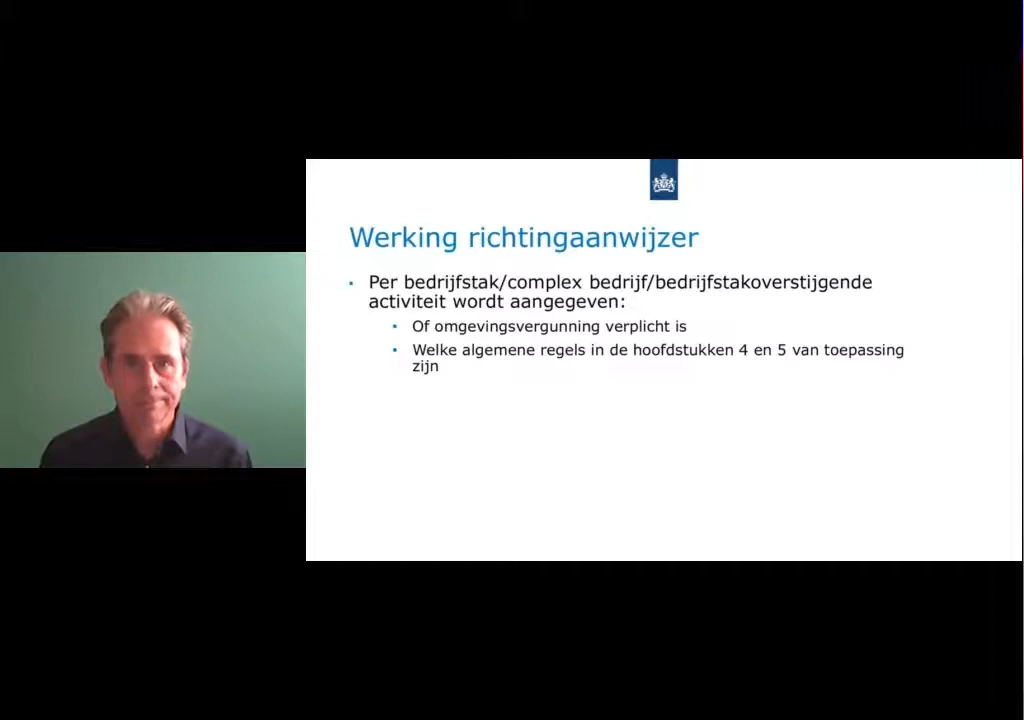 Werking richtingaanwijzer
Per bedrijfstak/complex bedrijf/bedrijfstakoverstijgende
activiteit wordt aangegeven:
Of omgevingsvergunning verplicht is
Welke algemene regels in de hoofdstukken 4 en 5 van toepassing
zijn